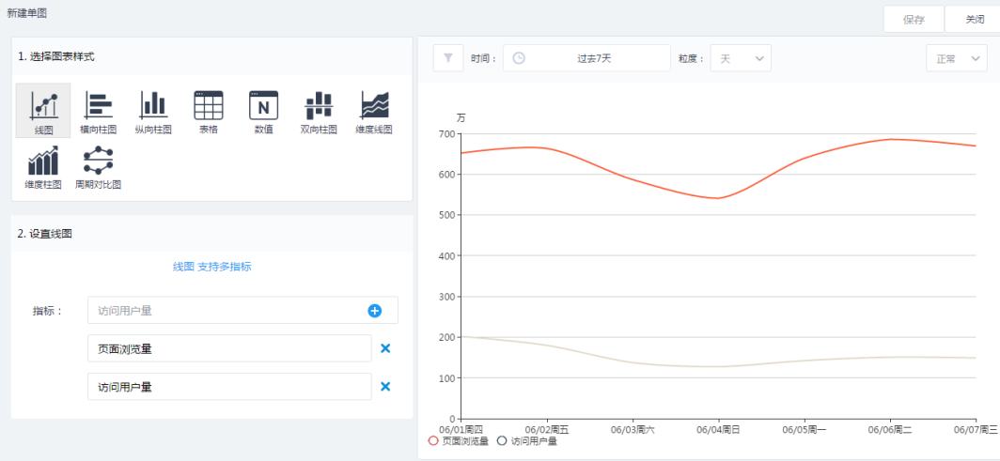 新建单图
保存 关闭
1. 选择图表样式
线图 横向柱图 纵向柱图 表格 数值 双向柱图 维度线图
维度柱图 周期对比图
2. 设置线图
线图 支持多指标
指标： 访问用户量
页面浏览量
访问用户量
时间： 过去7天 粒度： 天 正常
万
700
600
500
400
300
200
100
0
06/01周四 06/02周五 06/03周六 06/04周日 06/05周一 06/06周二 06/07周三
页面浏览量 访问用户量
N